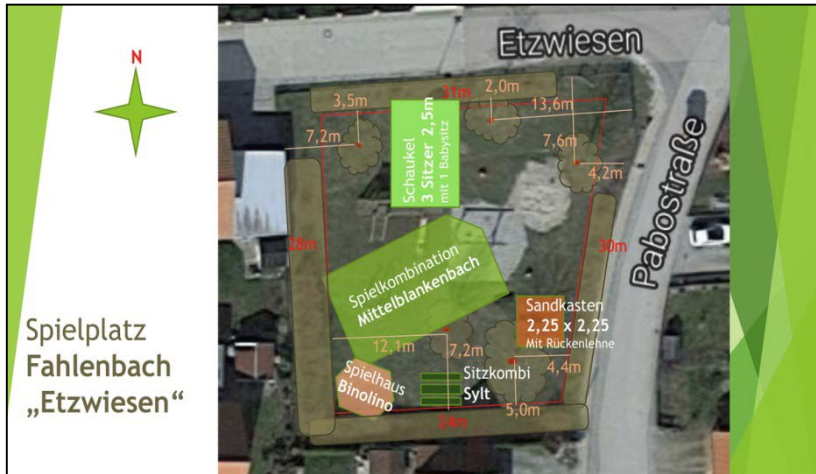 N
Etzwiesen
Pabostraße
31m
3,5m
2,0m
13,6m
7,2m
7,6m
4,2m
Schaukel
3 Sitzer 2,5m
mit 1 Babysitz
28m
30m
Spielkombination
Mittelblankenbach
Sandkasten
2,25 x 2,25
Mit Rückenlehne
12,1m
7,2m
4,4m
Spielhaus
Binolino
Sitzkombi
Sylt
5,0m
24m
Spielplatz
Fahlenbach
„Etzwiesen“